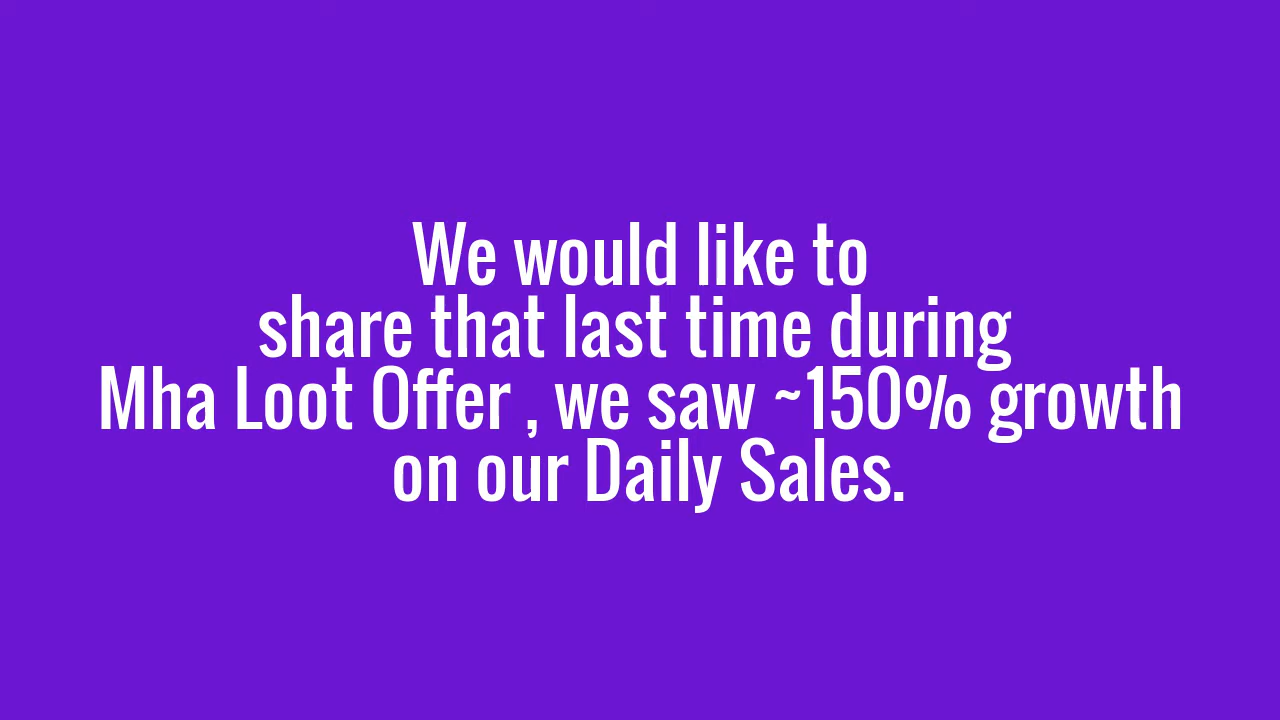 We would like to
share that last time during
Mha Loot Offer , we saw ~150% growth
on our Daily Sales.